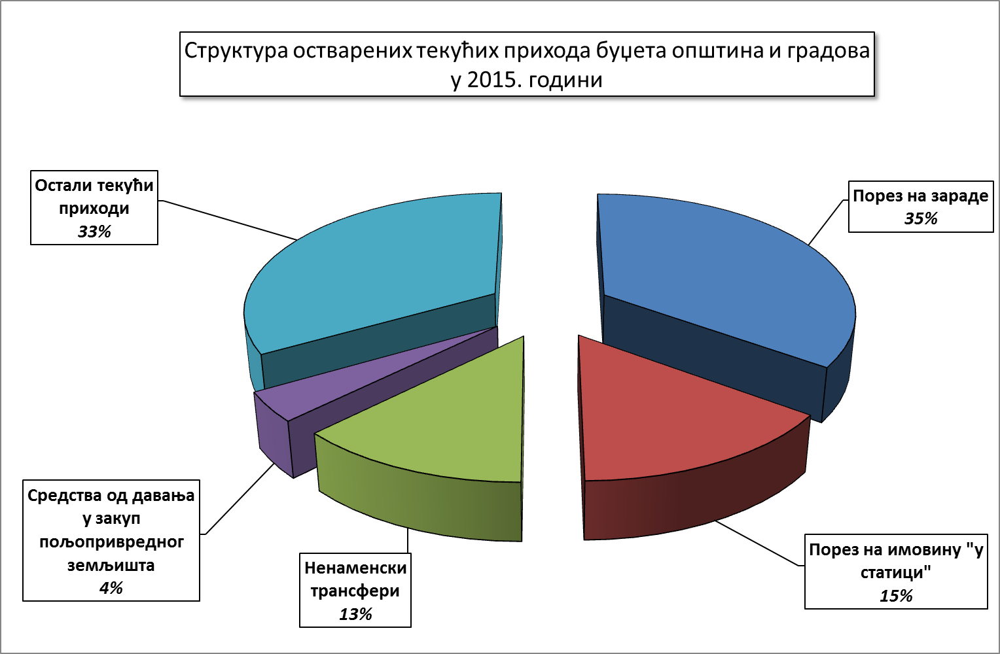 Структура остварених текућих прихода буџета општина и градова
у 2015. години
Остали текући
приходи
33%
Порез на зараде
35%
Средства од давања
у закуп
пољопривредног
земљишта
4%
Ненаменски
трансфери
13%
Порез на имовину "у
статици"
15%